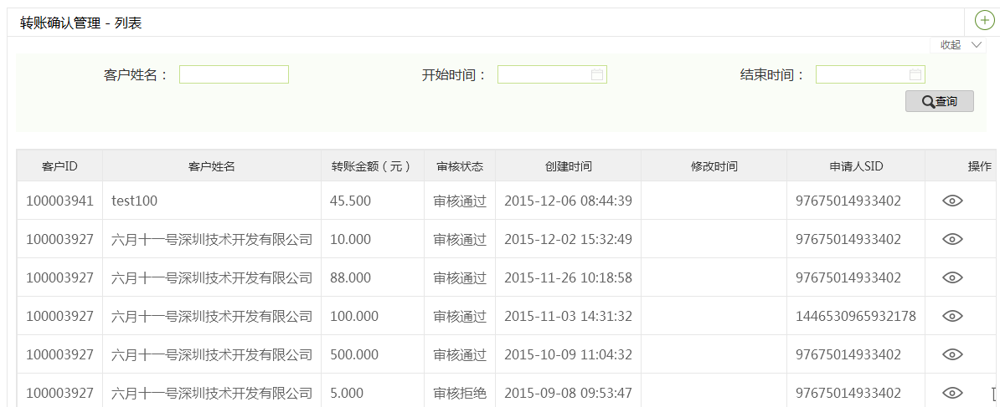 转账确认管理 - 列表
收起
客户姓名： 开始时间： 结束时间：
查询
客户ID 客户姓名 转账金额（元） 审核状态 创建时间 修改时间 申请人SID 操作
100003941 test100 45.500 审核通过 2015-12-06 08:44:39 97675014933402
100003927 六月十一号深圳技术开发有限公司 10.000 审核通过 2015-12-02 15:32:49 97675014933402
100003927 六月十一号深圳技术开发有限公司 88.000 审核通过 2015-11-26 10:18:58 97675014933402
100003927 六月十一号深圳技术开发有限公司 100.000 审核通过 2015-11-03 14:31:32 1446530965932178
100003927 六月十一号深圳技术开发有限公司 500.000 审核通过 2015-10-09 11:04:32 97675014933402
100003927 六月十一号深圳技术开发有限公司 5.000 审核拒绝 2015-09-08 09:53:47 97675014933402